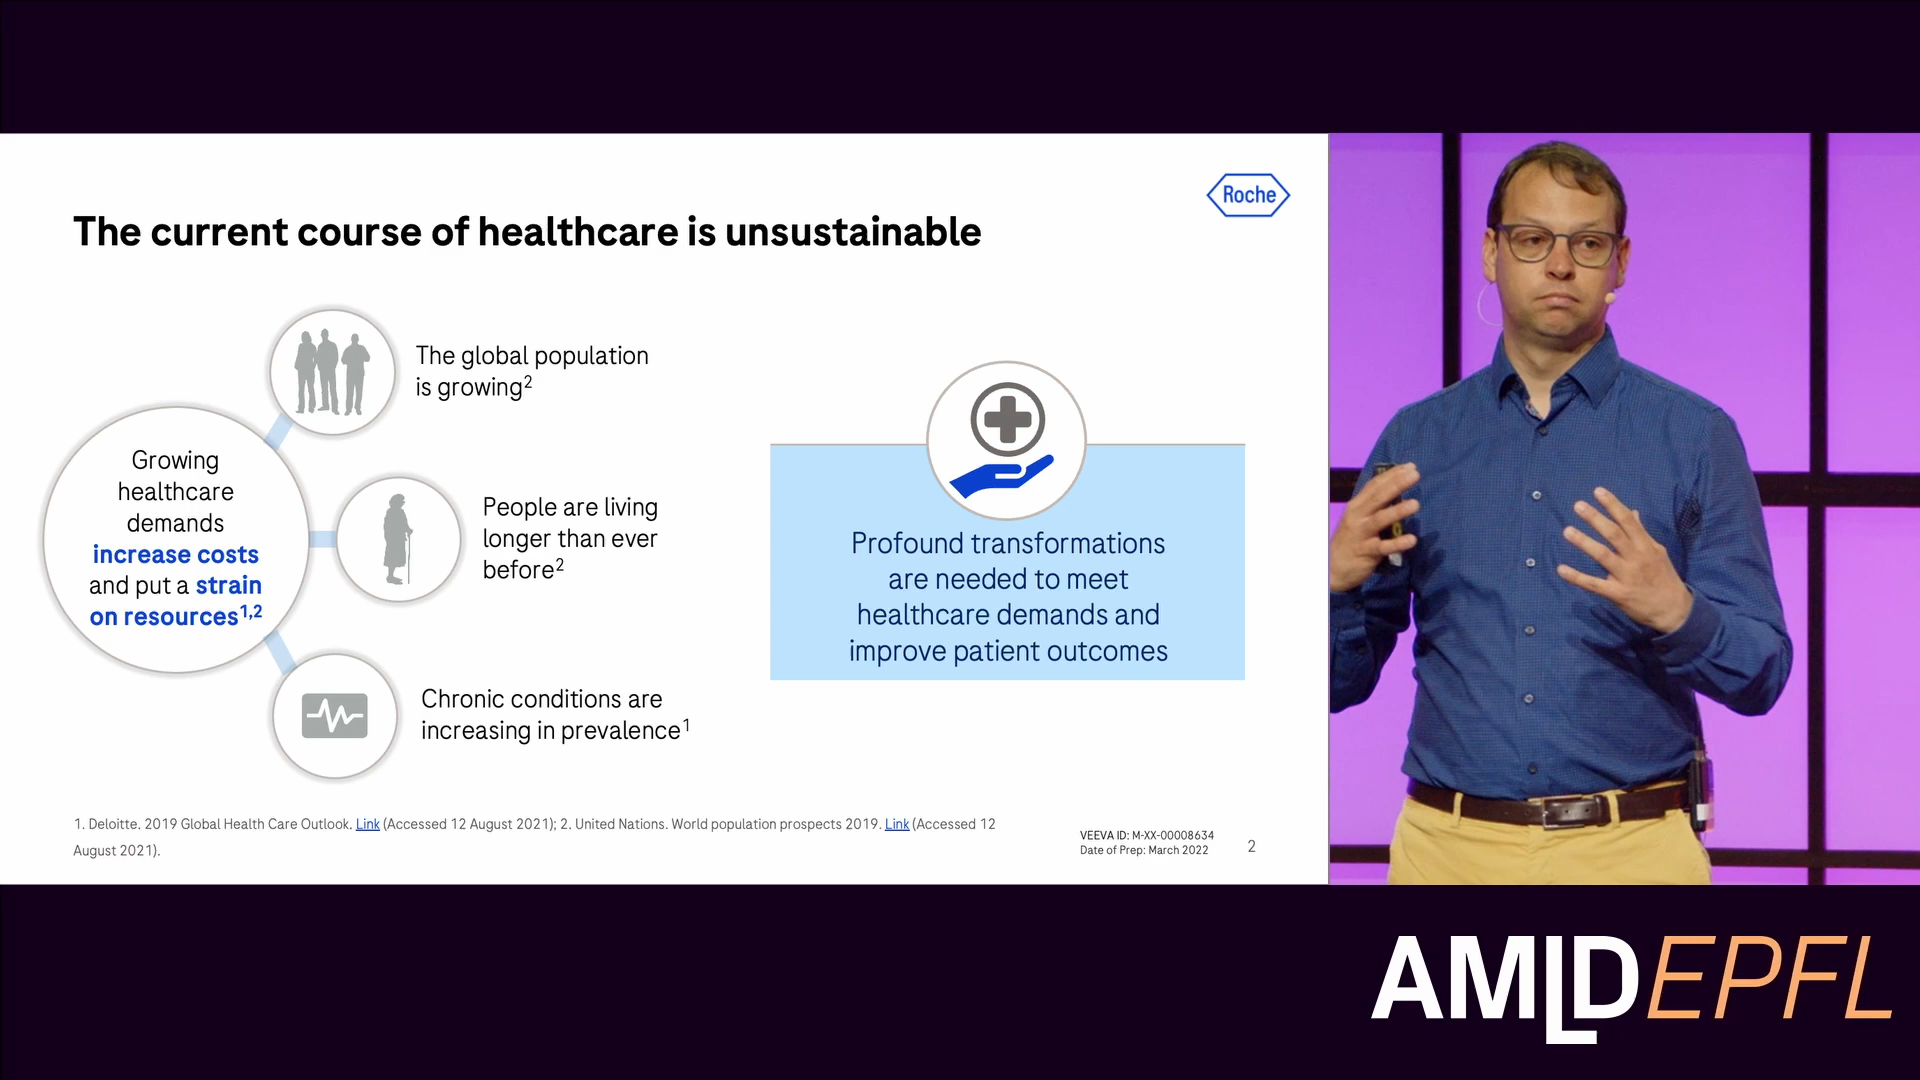 Roche
The current course of healthcare is unsustainable
The global population
is growing2
Growing
healthcare
demands
increase costs
and put a strain
on resources1,2
People are living
longer than ever
before2
Chronic conditions are
increasing in prevalence1
Profound transformations
are needed to meet
healthcare demands and
improve patient outcomes
1. Deloitte. 2019 Global Health Care Outlook. Link (Accessed 12 August 2021); 2. United Nations. World population prospects 2019. Link (Accessed 12
August 2021).
VEEVA ID: M-XX-00008634
Date of Prep: March 2022
2
AMLDEPFL